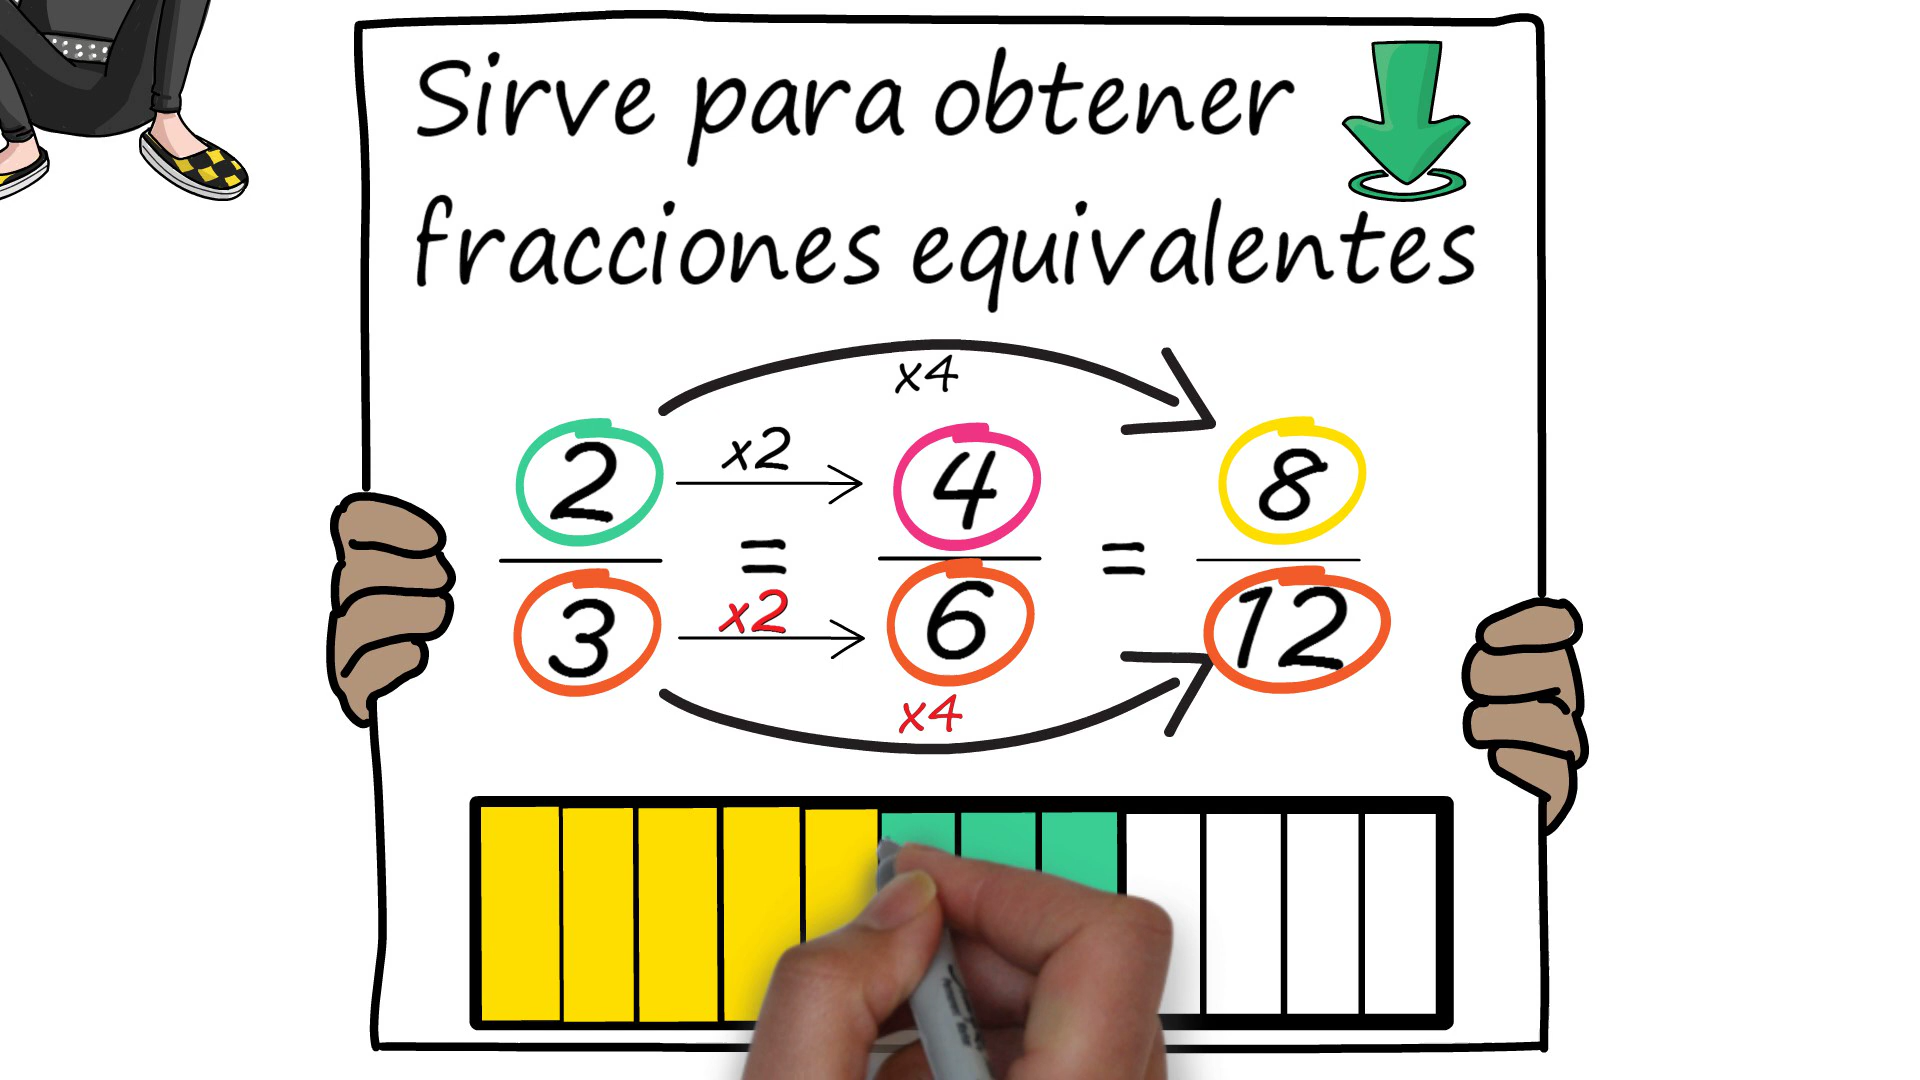 Sirve para obtener
fracciones equivalentes
x4
x2
2 4 8
= =
3 6 12
x2
x4